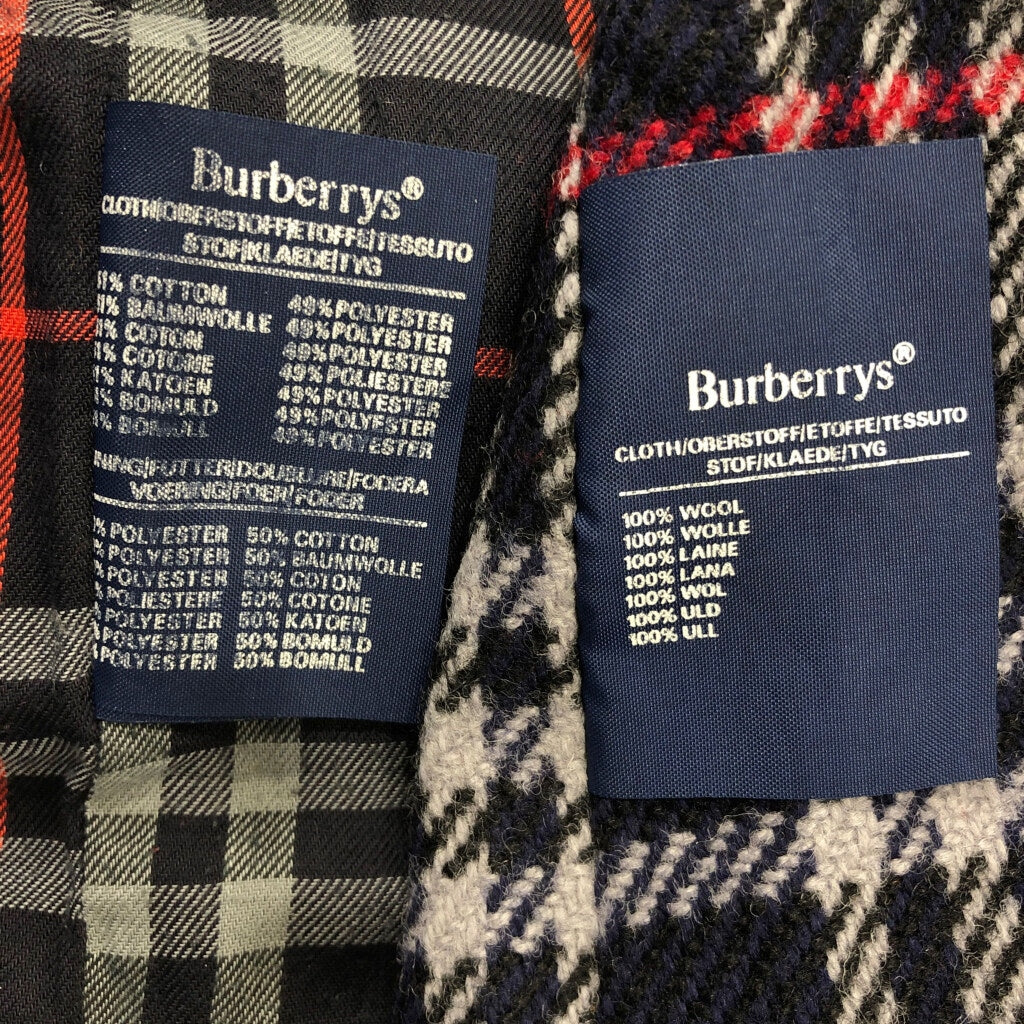 Burberrys®
CLOTH/OBERSTOFF/ETOFFE/TESSUTO
STOF/KLAEDE/TYG
51% COTTON 49% POLYESTER
51% BAUMWOLLE 49% POLYESTER
1% COTON 49% POLYESTER
1% COTONE 49% POLIESTERE
1% KATOEN 49% POLYESTER
1% BOMULD 49% POLYESTER
% BOMULL 49% POLYESTER
NING/FUTTER/DOUBLURE/FODERA
VOERING/FOER/FODER
% POLYESTER 50% COTTON
% POLYESTER 50% BAUMWOLLE
% POLYESTER 50% COTON
% POLIESTERE 50% COTONE
% POLYESTER 50% KATOEN
POLYESTER 50% BOMULD
POLYESTER 50% BOMULL
Burberrys®
CLOTH/OBERSTOFF/ETOFFE/TESSUTO
STOF/KLAEDE/TYG
100% WOOL
100% WOLLE
100% LAINE
100% LANA
100% WOL
100% ULD
100% ULL